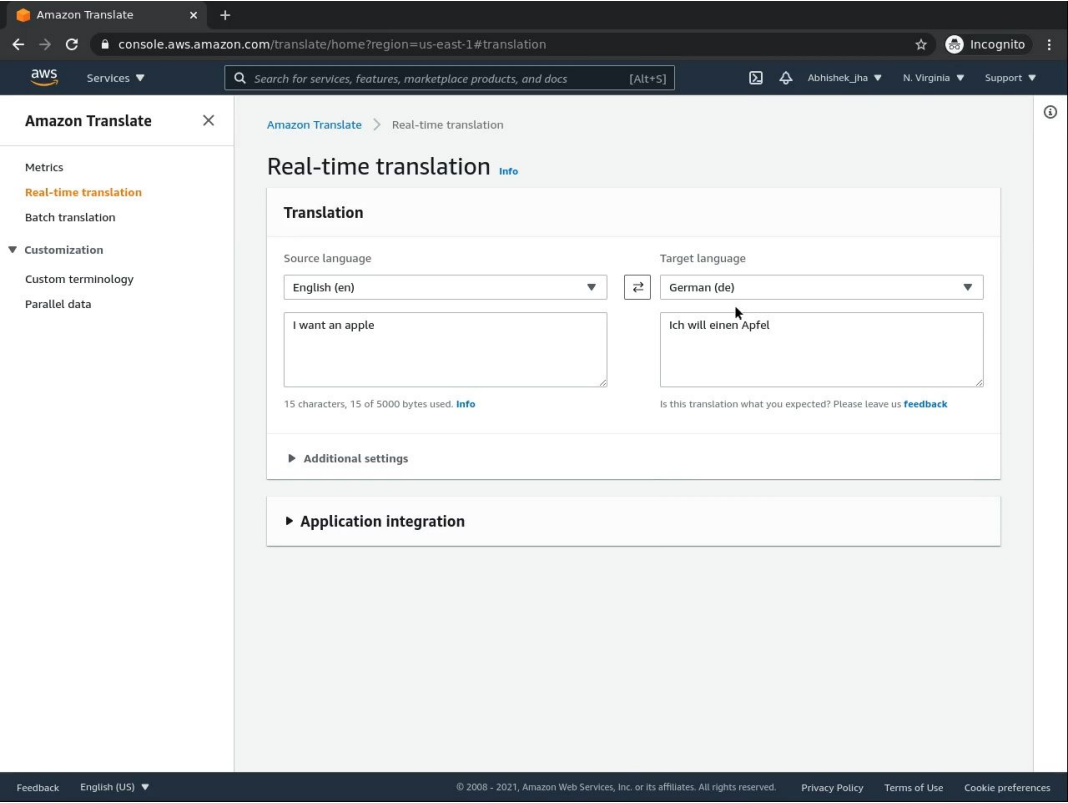 Amazon Translate
console.aws.amazon.com/translate/home?region=us-east-1#translation
Incognito
aws
Services
Search for services, features, marketplace products, and docs
[Alt+S]
Abhishek_jha
N. Virginia
Support
Amazon Translate
Metrics
Real-time translation
Batch translation
Customization
Custom terminology
Parallel data
Amazon Translate > Real-time translation
Real-time translation Info
Translation
Source language
English (en)
I want an apple
15 characters, 15 of 5000 bytes used. Info
Target language
German (de)
Ich will einen Apfel
Is this translation what you expected? Please leave us feedback
Additional settings
Application integration
Feedback
English (US)
© 2008 - 2021, Amazon Web Services, Inc. or its affiliates. All rights reserved.
Privacy Policy
Terms of Use
Cookie preferences